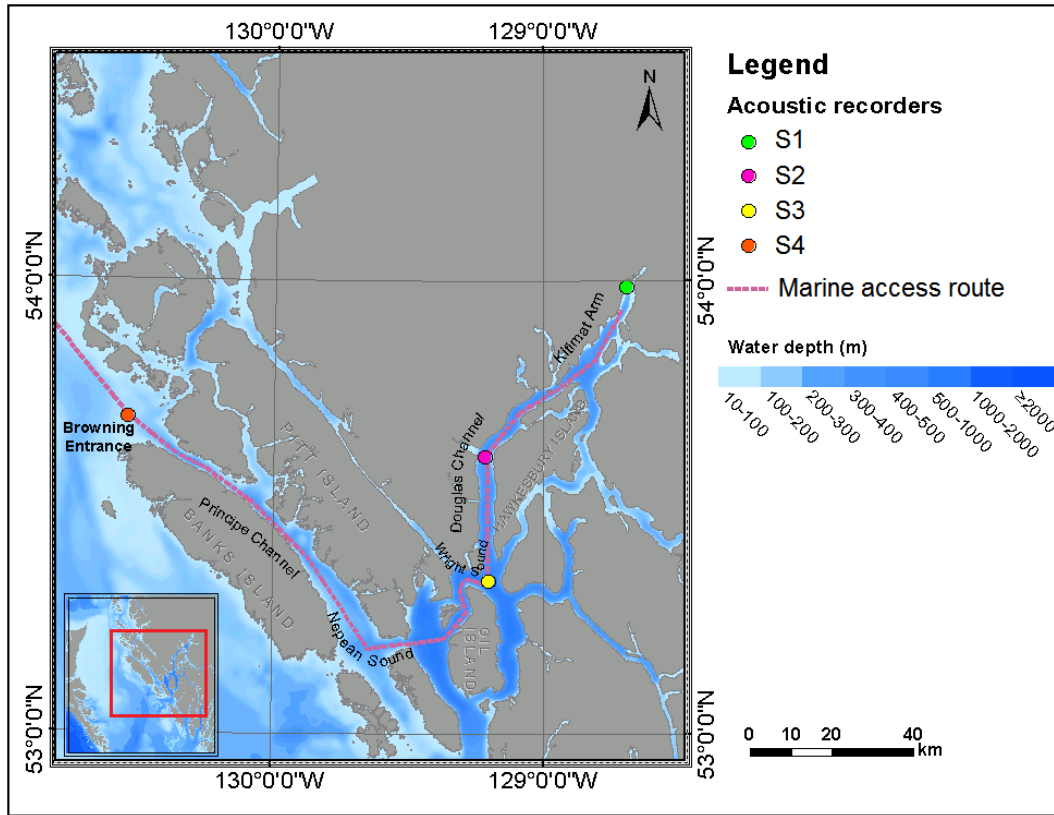 130°0'0"W 129°0'0"W
N
54°0'0"N
54°0'0"N
Kitimat Arm
Browning
Entrance
PITT ISLAND
Douglas Channel
HAWKESBURY ISLAND
Principe Channel
BANKS ISLAND
Wright Sound
Nepean Sound
GIL
ISLAND
53°0'0"N
53°0'0"N
130°0'0"W 129°0'0"W
Legend
Acoustic recorders
S1
S2
S3
S4
Marine access route
Water depth (m)
10-100
100-200
200-300
300-400
400-500
500-1000
1000-2000
≥2000
0 10 20 40
km